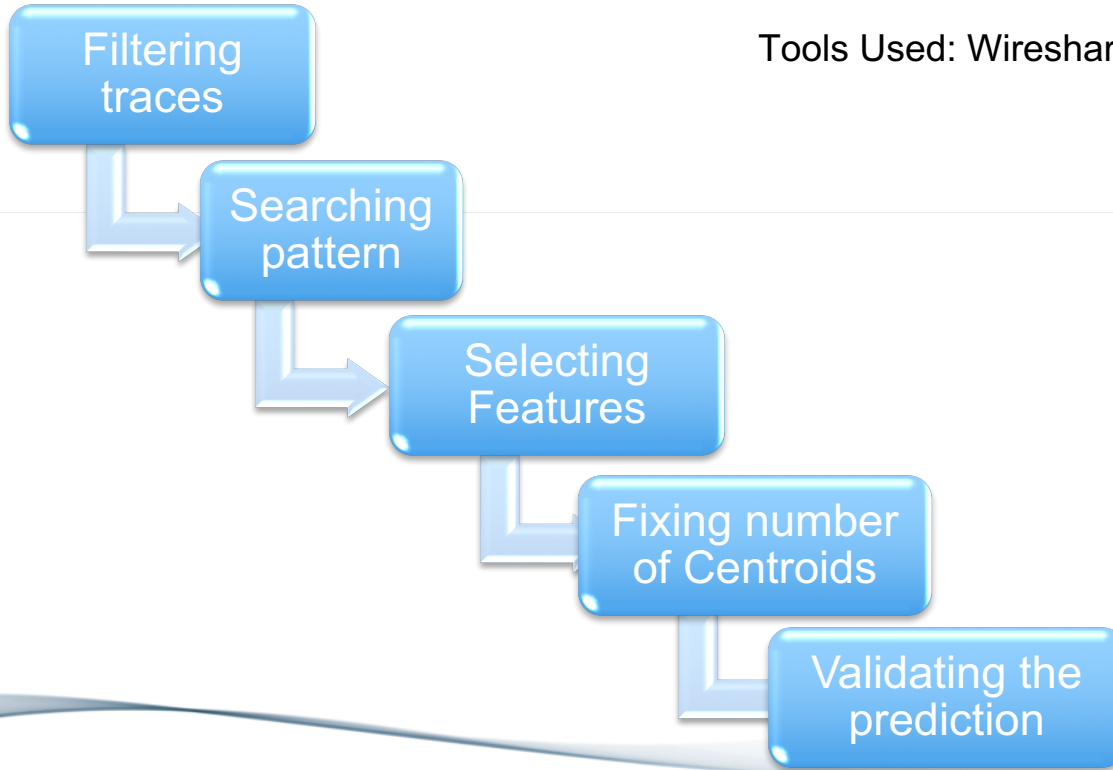 Filtering
traces
Tools Used:
Searching
pattern
Selecting
Features
Fixing number
of Centroids
Validating the
prediction